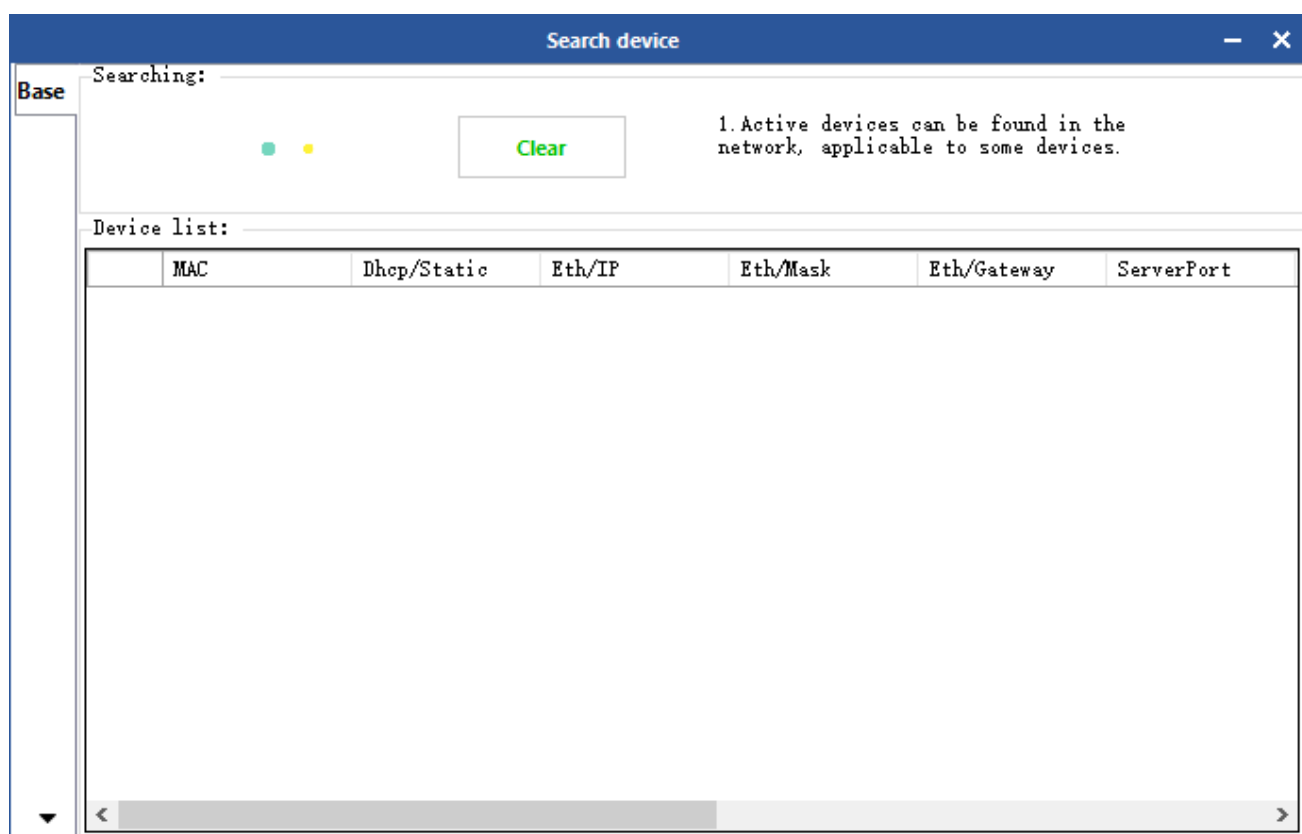 Search device
Base
Searching:
Clear
1.Active devices can be found in the
network, applicable to some devices.
Device list:
MAC Dhcp/Static Eth/IP Eth/Mask Eth/Gateway ServerPort